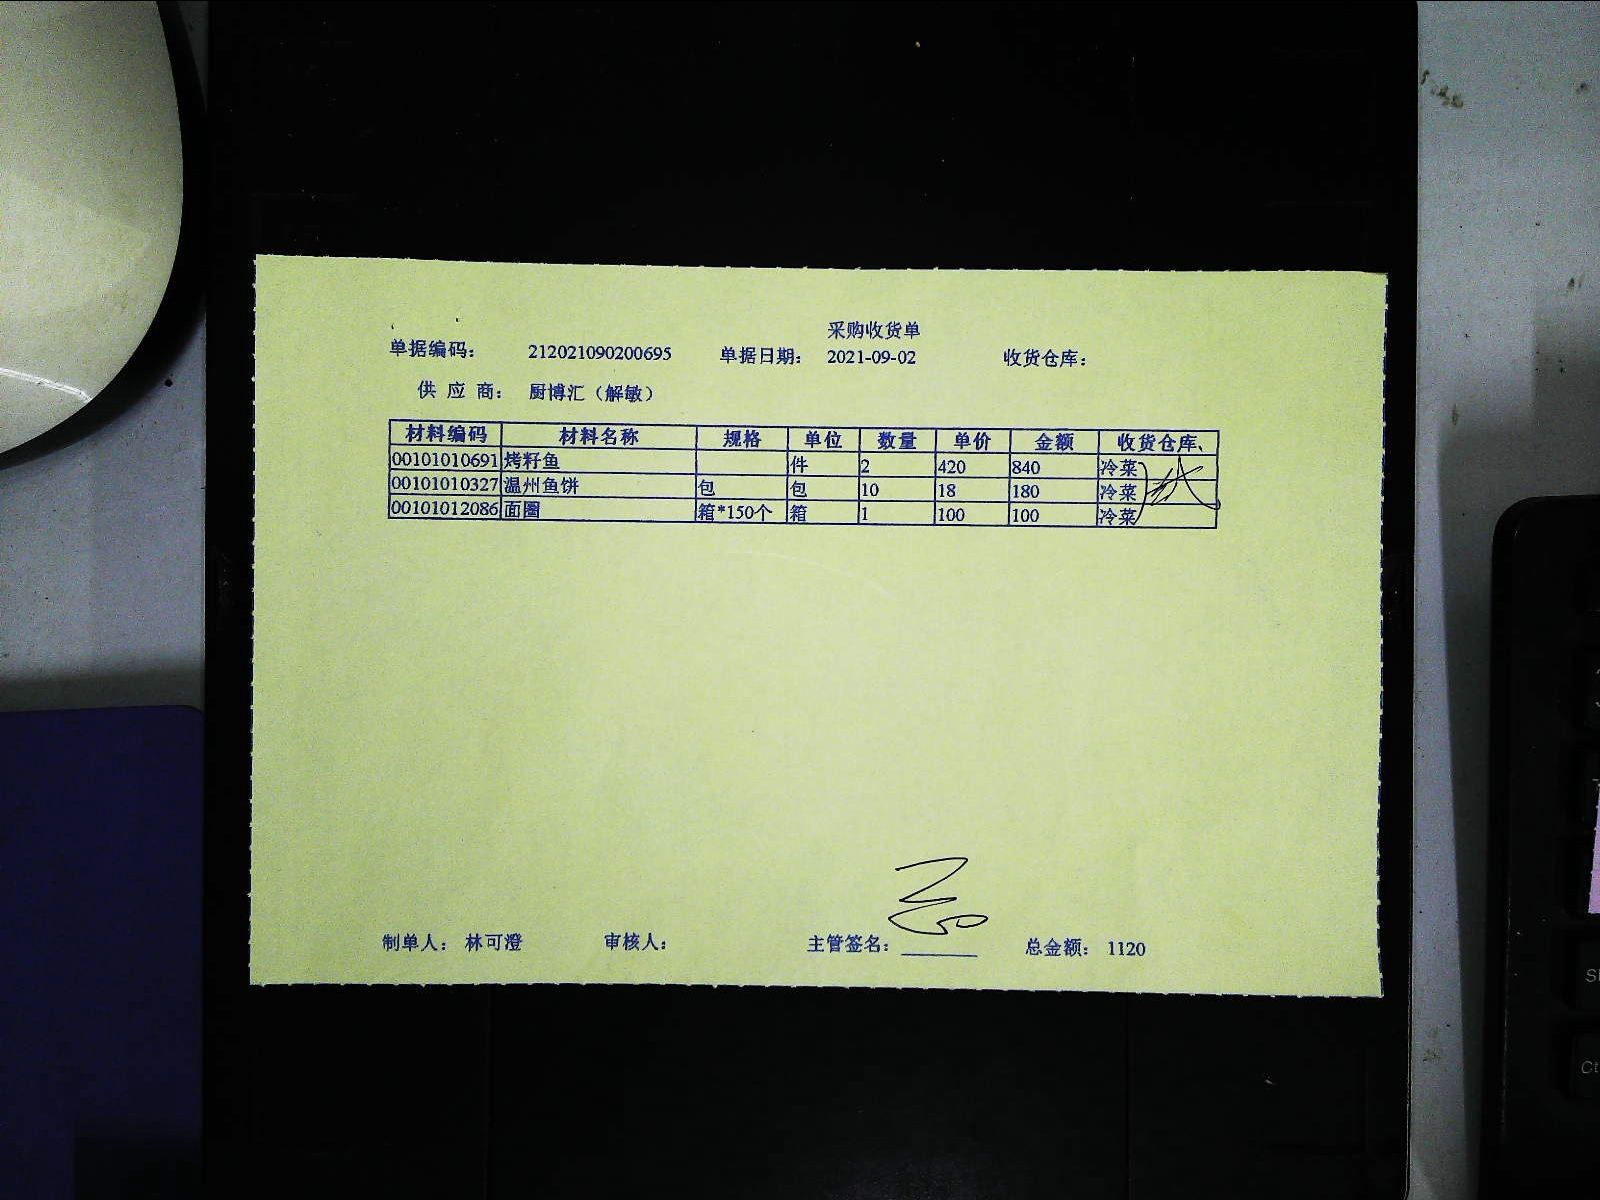 采购收货单
单据编码： 212021090200695 单据日期： 2021-09-02 收货仓库：
供 应 商： 厨博汇（解敏）
材料编码 材料名称 规格 单位 数量 单价 金额 收货仓库、
00101010691 烤籽鱼 件 2 420 840 冷菜
00101010327 温州鱼饼 包 包 10 18 180 冷菜
00101012086 面圈 箱*150个 箱 1 100 100 冷菜
制单人： 林可澄 审核人： 主管签名： 总金额： 1120